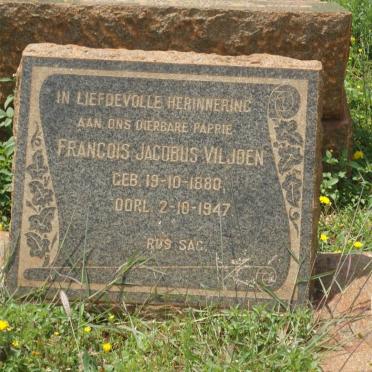 IN LIEFDEVOLLE HERINNERING
AAN ONS DIERBARE PAPPIE
FRANCOIS JACOBUS VILJOEN
GEB. 19-10-1880.
OORL. 2-10-1947
RUS SAG.